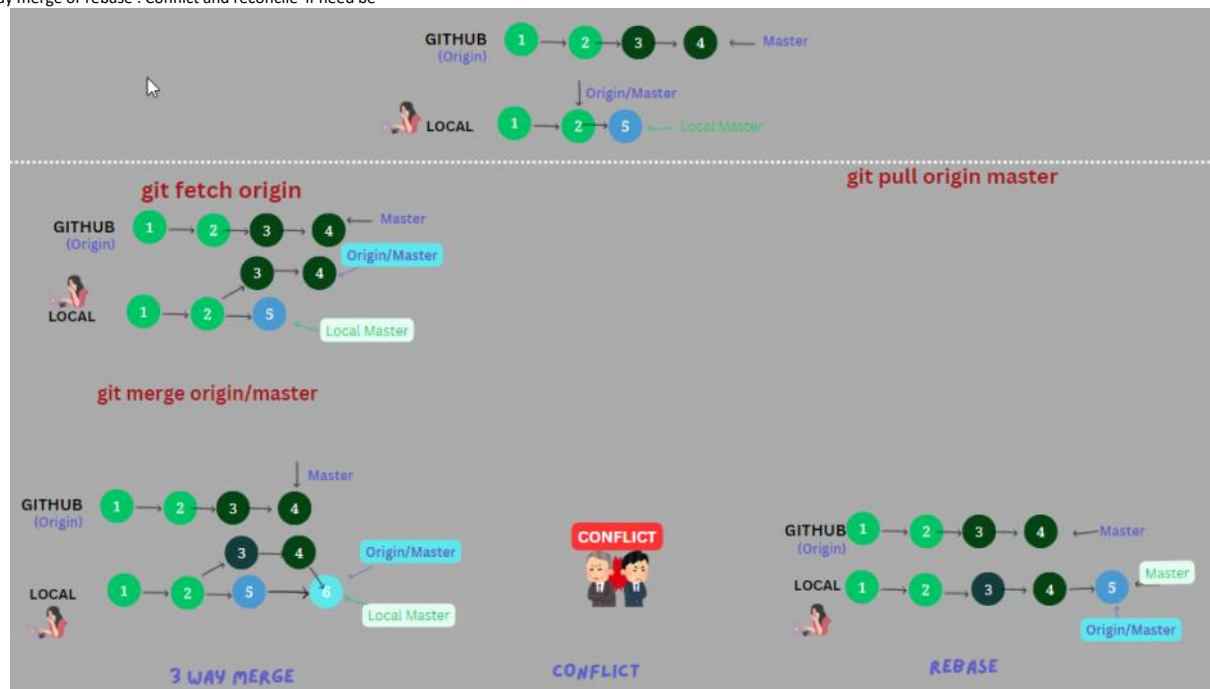 ay merge or rebase . Conflict and reconcile if need be
GITHUB 1 2 3 4 Master
(Origin)
Origin/Master
LOCAL 1 2 5 Local Master
git fetch origin
git pull origin master
GITHUB 1 2 3 4 Master
(Origin)
3 4 Origin/Master
LOCAL 1 2 5
Local Master
git merge origin/master
Master
GITHUB 1 2 3 4
(Origin)
3 4 Origin/Master
LOCAL 1 2 5 6
Local Master
3 WAY MERGE
CONFLICT
CONFLICT
GITHUB 1 2 3 4 Master
(Origin)
Master
LOCAL 1 2 3 4 5
Origin/Master
REBASE